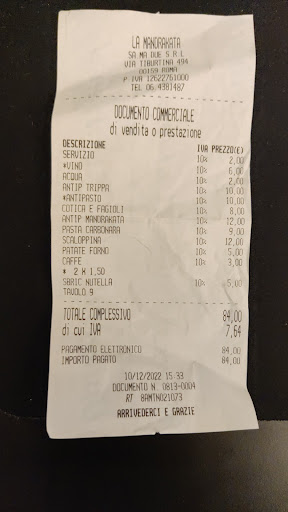 LA MANDRAKATA
SA MA DUE S R L
VIA TIBURTINA 494
00159 ROMA
P IVA 12622761000
TEL 06/4381487
DOCUMENTO COMMERCIALE
di vendita o prestazione
DESCRIZIONE IVA PREZZO(€)
SERVIZIO 10% 2,00
*VINO 10% 6,00
ACQUA 10% 2,00
ANTIP TRIPPA 10% 10,00
*ANTIPASTO 10% 10,00
COTICA E FAGIOLI 10% 8,00
ANTIP MANDRAKATA 10% 12,00
PASTA CARBONARA 10% 9,00
SCALOPPINA 10% 12,00
PATATE FORNO 10% 5,00
CAFFE 10% 3,00
* 2 X 1,50
SBRIC NUTELLA 10% 5,00
TAVOLO 9
TOTALE COMPLESSIVO 84,00
di cui IVA 7,64
PAGAMENTO ELETTRONICO 84,00
IMPORTO PAGATO 84,00
10/12/2022 15:33
DOCUMENTO N. 0813-0004
RT 8AMTN021073
ARRIVEDERCI E GRAZIE